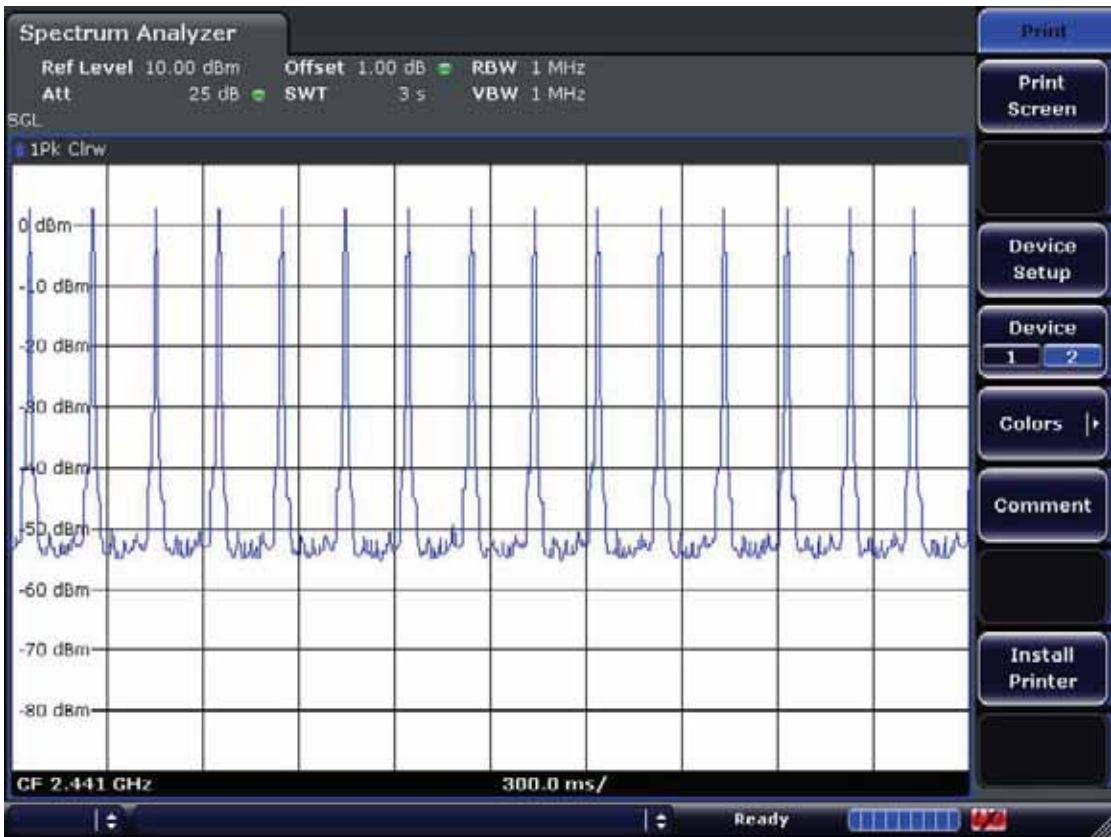 Spectrum Analyzer
Ref Level 10.00 dBm Offset 1.00 dB RBW 1 MHz
Att 25 dB SWT 3 s VBW 1 MHz
SGL
1Pk Clrw
0 dBm
-10 dBm
-20 dBm
-30 dBm
-40 dBm
-50 dBm
-60 dBm
-70 dBm
-80 dBm
CF 2.441 GHz 300.0 ms/
Ready
Print
Print
Screen
Device
Setup
Device
1 2
Colors
Comment
Install
Printer